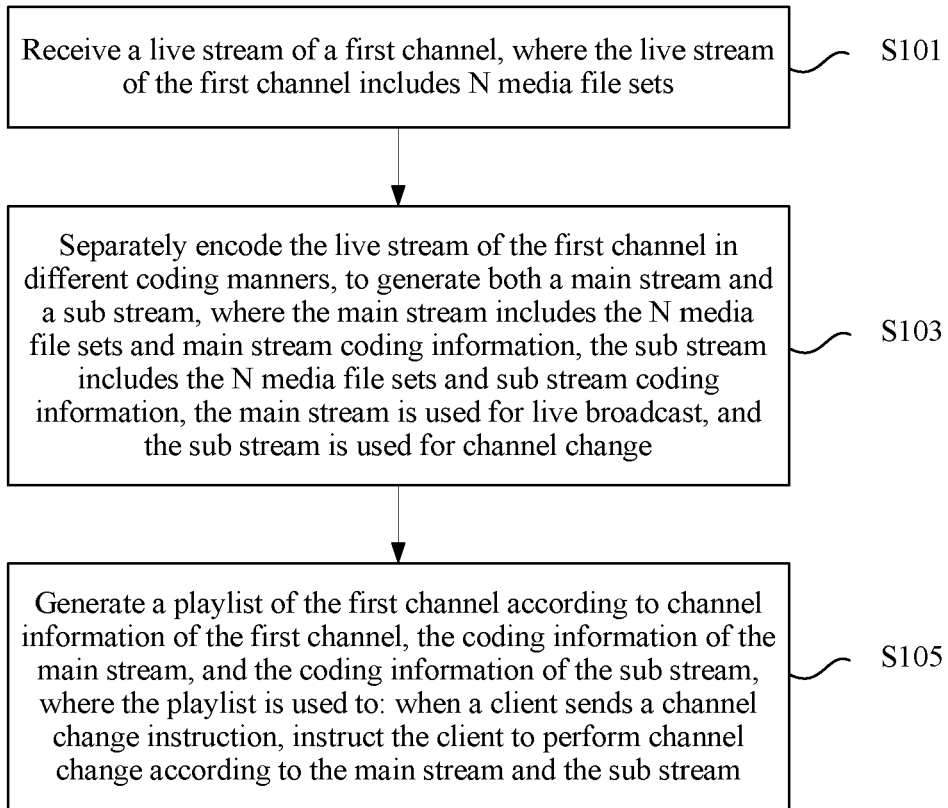 Receive a live stream of a first channel, where the live stream
of the first channel includes N media file sets
S101
Separately encode the live stream of the first channel in
different coding manners, to generate both a main stream and
a sub stream, where the main stream includes the N media
file sets and main stream coding information, the sub stream
includes the N media file sets and sub stream coding
information, the main stream is used for live broadcast, and
the sub stream is used for channel change
S103
Generate a playlist of the first channel according to channel
information of the first channel, the coding information of the
main stream, and the coding information of the sub stream,
where the playlist is used to: when a client sends a channel
change instruction, instruct the client to perform channel
change according to the main stream and the sub stream
S105